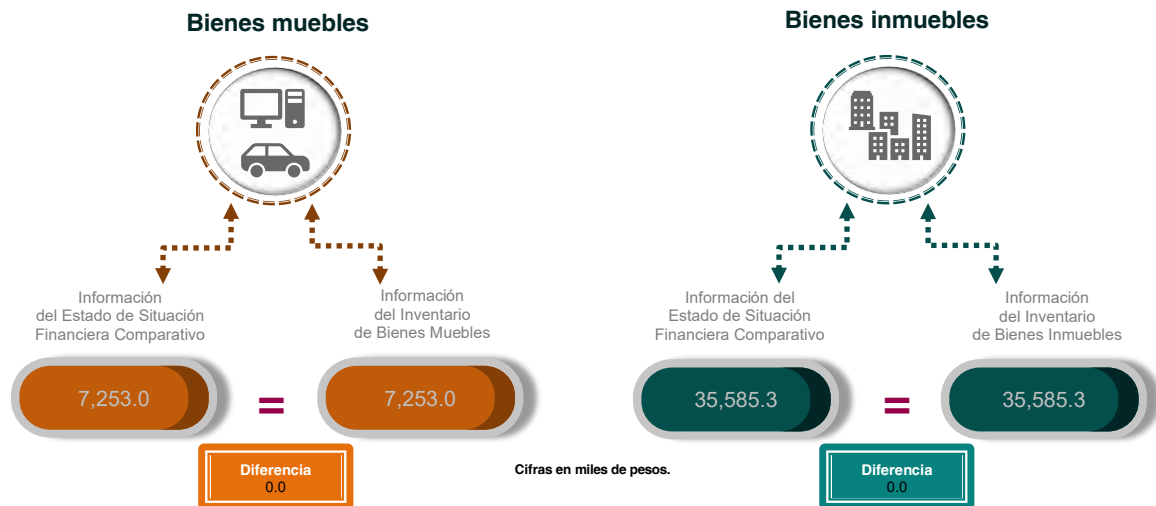 Bienes muebles
Información
del Estado de Situación
Financiera Comparativo
Información
del Inventario
de Bienes Muebles
7,253.0
=
7,253.0
Diferencia
0.0
Cifras en miles de pesos.
Bienes inmuebles
Información del
Estado de Situación
Financiera Comparativo
Información
del Inventario
de Bienes Inmuebles
35,585.3
=
35,585.3
Diferencia
0.0